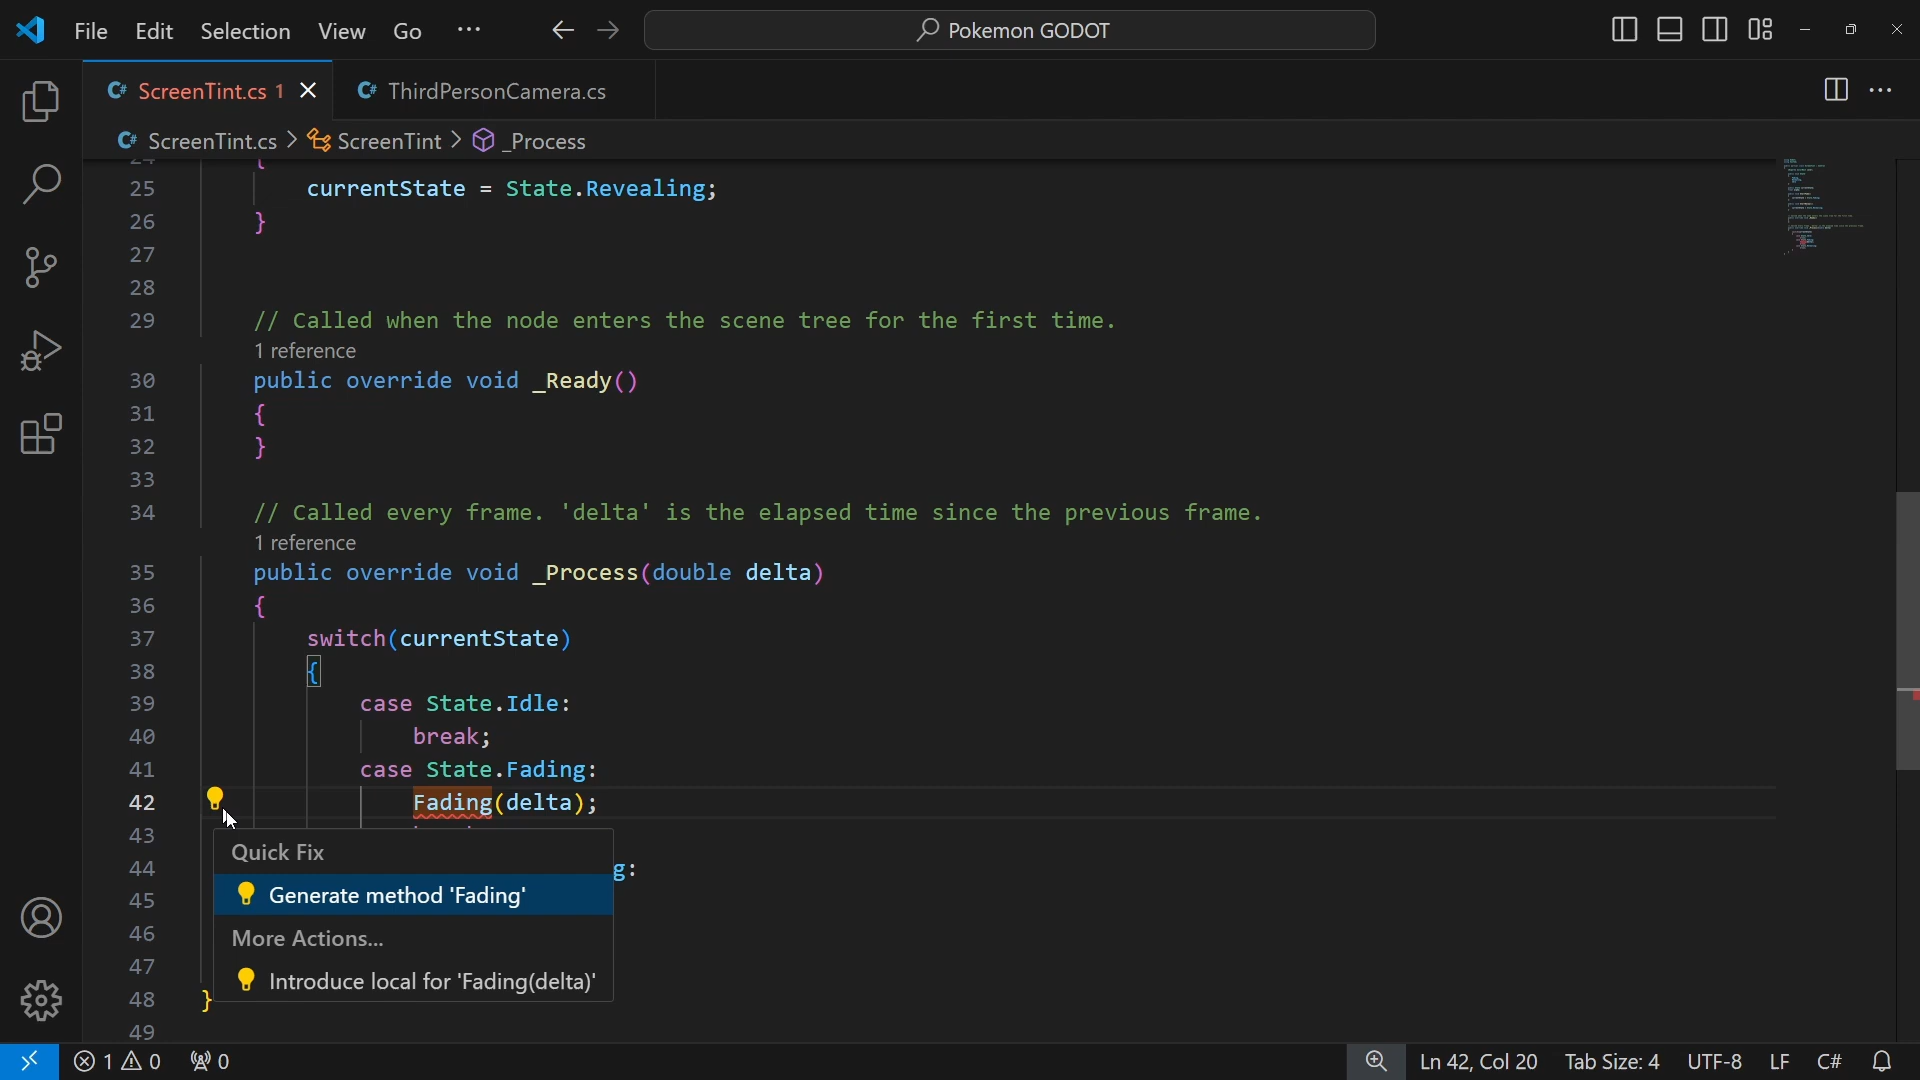 File Edit Selection View Go ··· Pokemon GODOT
ScreenTint.cs 1 ThirdPersonCamera.cs
ScreenTint.cs > ScreenTint > _Process
24 {
25 currentState = State.Revealing;
26 }
27
28
29 // Called when the node enters the scene tree for the first time.
1 reference
30 public override void _Ready()
31 {
32 }
33
34 // Called every frame. 'delta' is the elapsed time since the previous frame.
1 reference
35 public override void _Process(double delta)
36 {
37 switch(currentState)
38 {
39 case State.Idle:
40 break;
41 case State.Fading:
42 Fading(delta);
43
Quick Fix
44 g:
45
Generate method 'Fading'
46
More Actions...
47
Introduce local for 'Fading(delta)'
48 }
49
1 0 0 Ln 42, Col 20 Tab Size: 4 UTF-8 LF C#